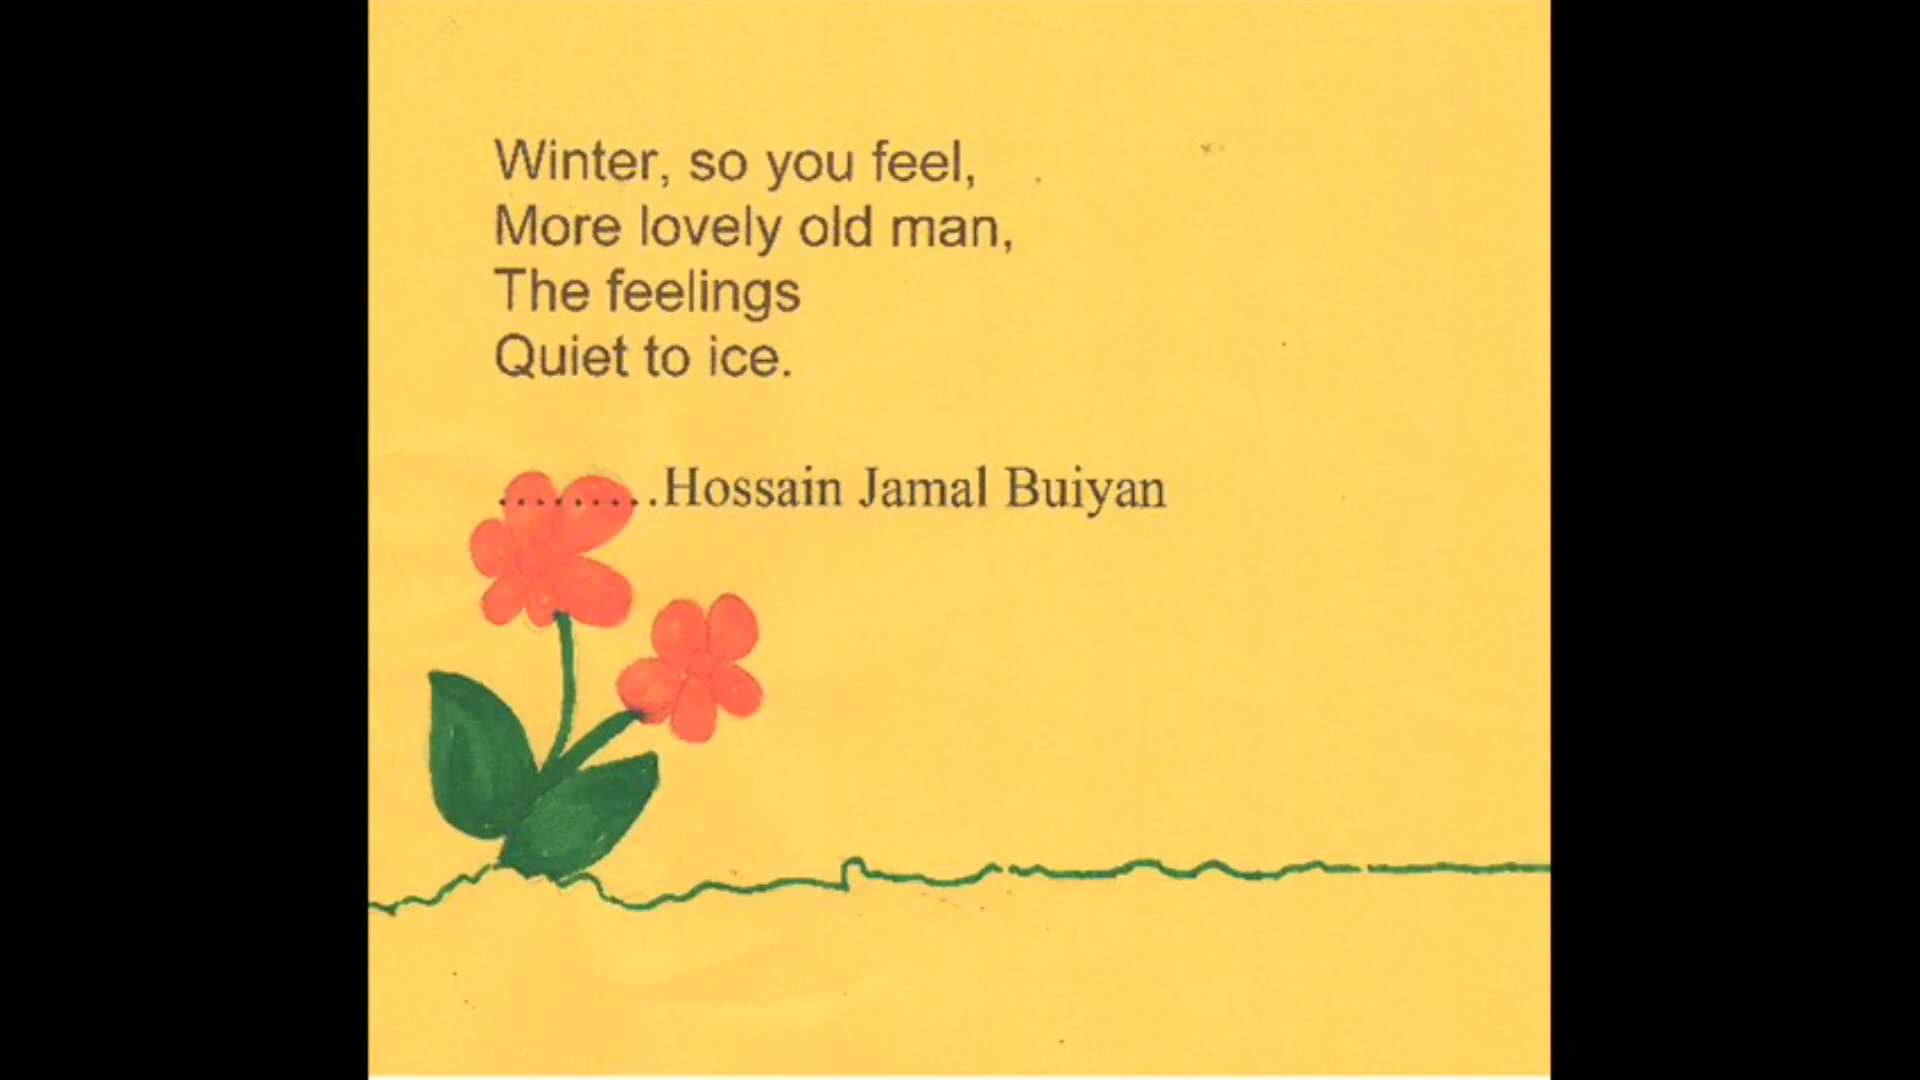 Winter, so you feel,
More lovely old man,
The feelings
Quiet to ice.
.........Hossain Jamal Buiyan